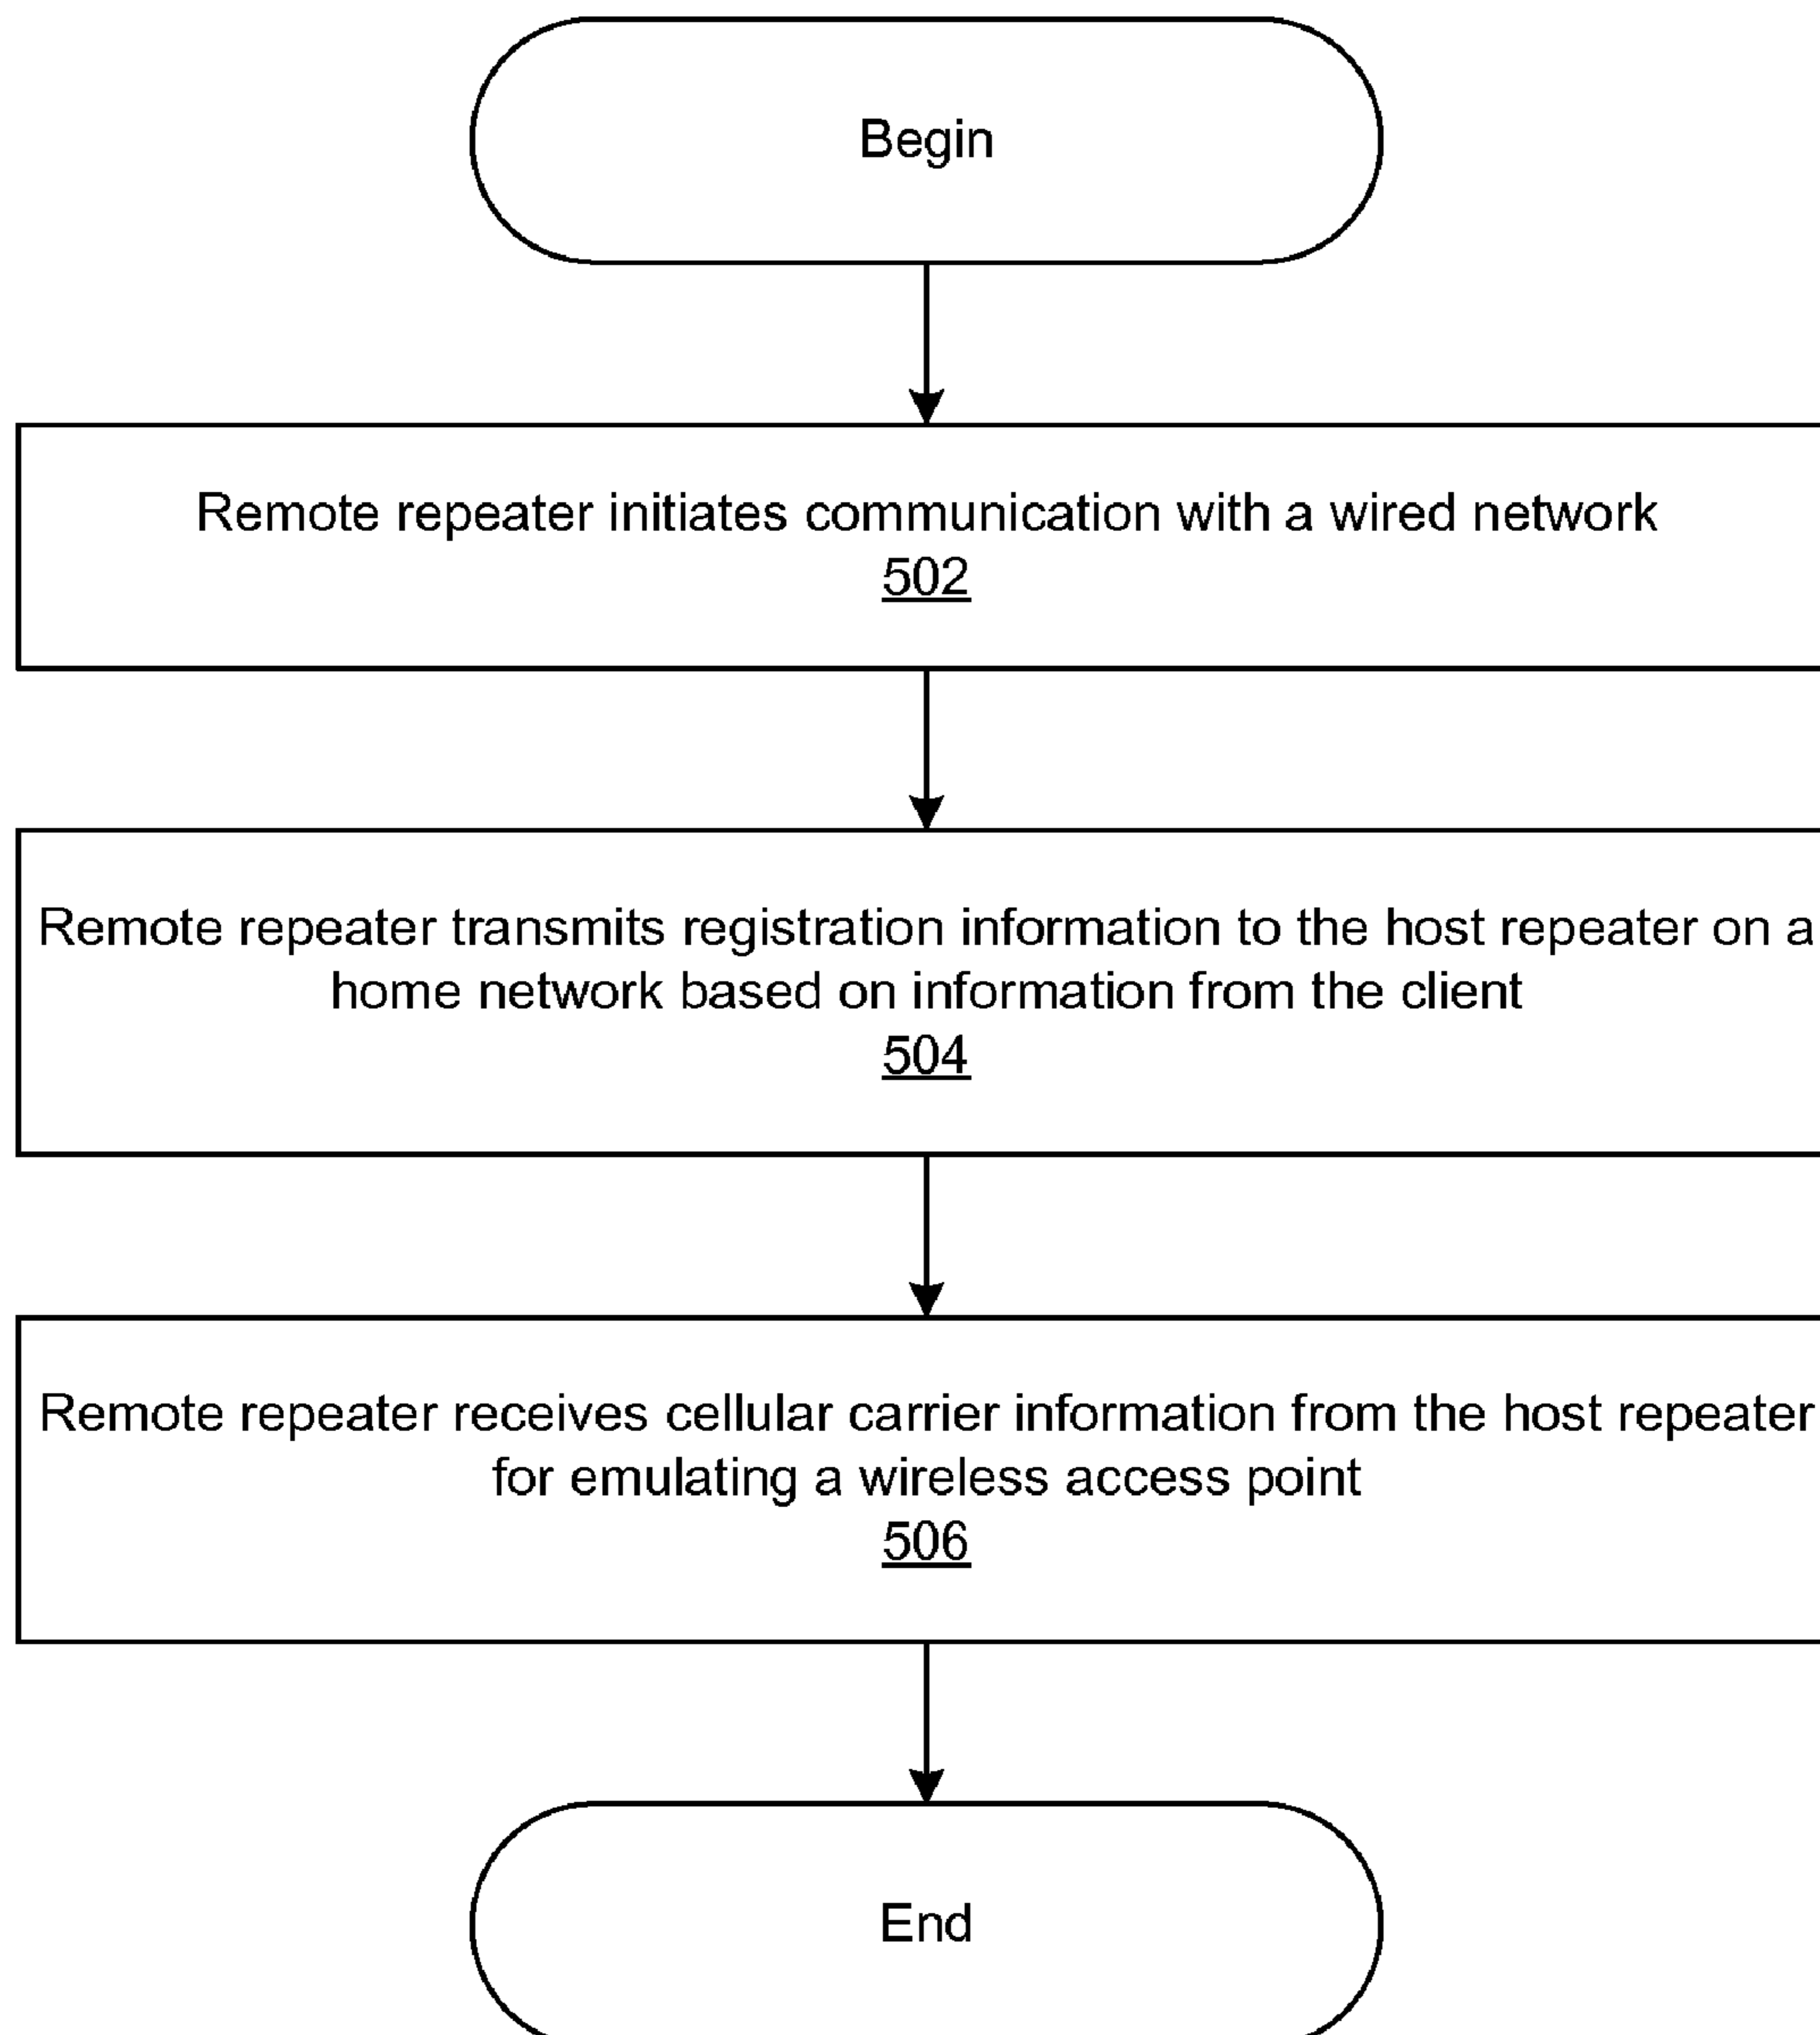 Begin
Remote repeater initiates communication with a wired network
502
Remote repeater transmits registration information to the host repeater on a
home network based on information from the client
504
Remote repeater receives cellular carrier information from the host repeater
for emulating a wireless access point
506
End